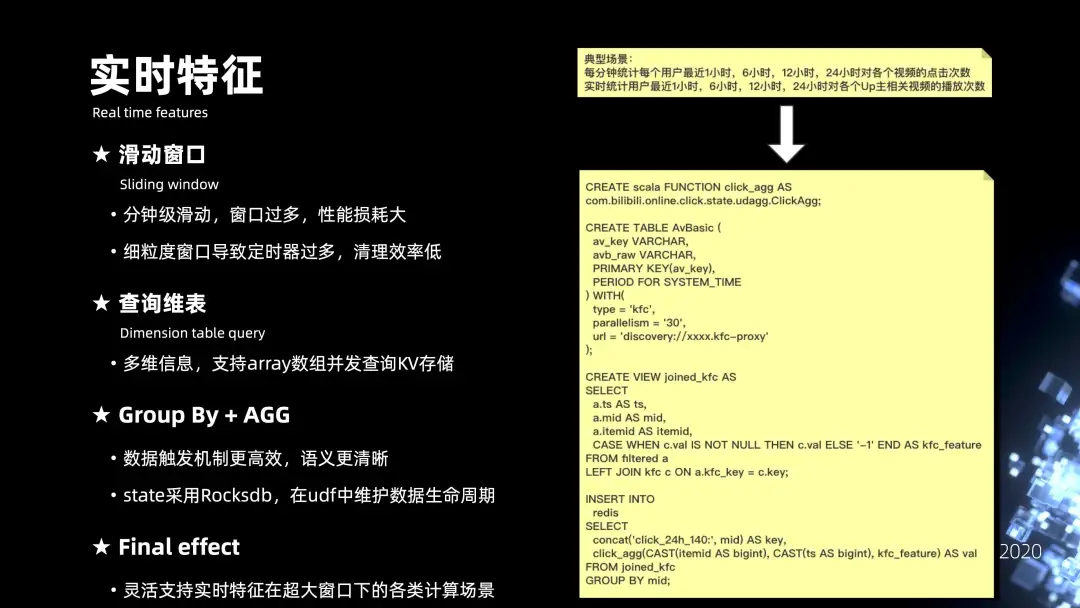 实时特征
Real time features
★ 滑动窗口
Sliding window
• 分钟级滑动，窗口过多，性能损耗大
• 细粒度窗口导致定时器过多，清理效率低
★ 查询维表
Dimension table query
• 多维信息，支持array数组并发查询KV存储
★ Group By + AGG
• 数据触发机制更高效，语义更清晰
• state采用Rocksdb，在udf中维护数据生命周期
★ Final effect
• 灵活支持实时特征在超大窗口下的各类计算场景
典型场景：
每分钟统计每个用户最近1小时，6小时，12小时，24小时对各个视频的点击次数
实时统计用户最近1小时，6小时，12小时，24小时对各个Up主相关视频的播放次数
CREATE scala FUNCTION click_agg AS
com.bilibili.online.click.state.udagg.ClickAgg;
CREATE TABLE AvBasic (
av_key VARCHAR,
avb_raw VARCHAR,
PRIMARY KEY(av_key),
PERIOD FOR SYSTEM_TIME
) WITH(
type = 'kfc',
parallelism = '30',
url = 'discovery://xxxx.kfc-proxy'
);
CREATE VIEW joined_kfc AS
SELECT
a.ts AS ts,
a.mid AS mid,
a.itemid AS itemid,
CASE WHEN c.val IS NOT NULL THEN c.val ELSE '-1' END AS kfc_feature
FROM filtered a
LEFT JOIN kfc c ON a.kfc_key = c.key;
INSERT INTO
redis
SELECT
concat('click_24h_140:', mid) AS key,
click_agg(CAST(itemid AS bigint), CAST(ts AS bigint), kfc_feature) AS val
FROM joined_kfc
GROUP BY mid;
2020